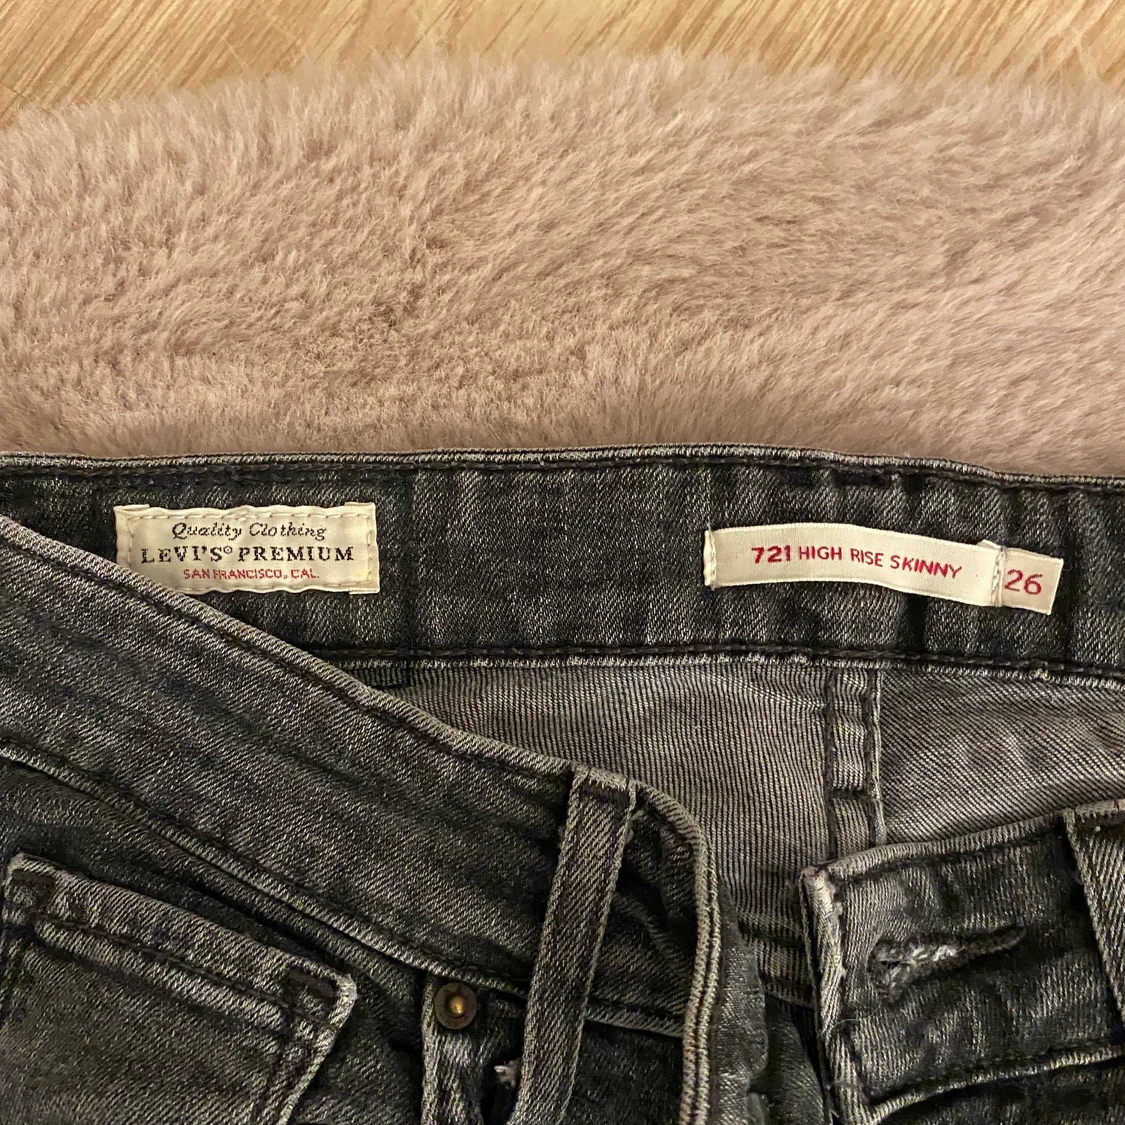 Quality Clothing
LEVI'S® PREMIUM
SAN FRANCISCO, CAL.
721 HIGH RISE SKINNY
26